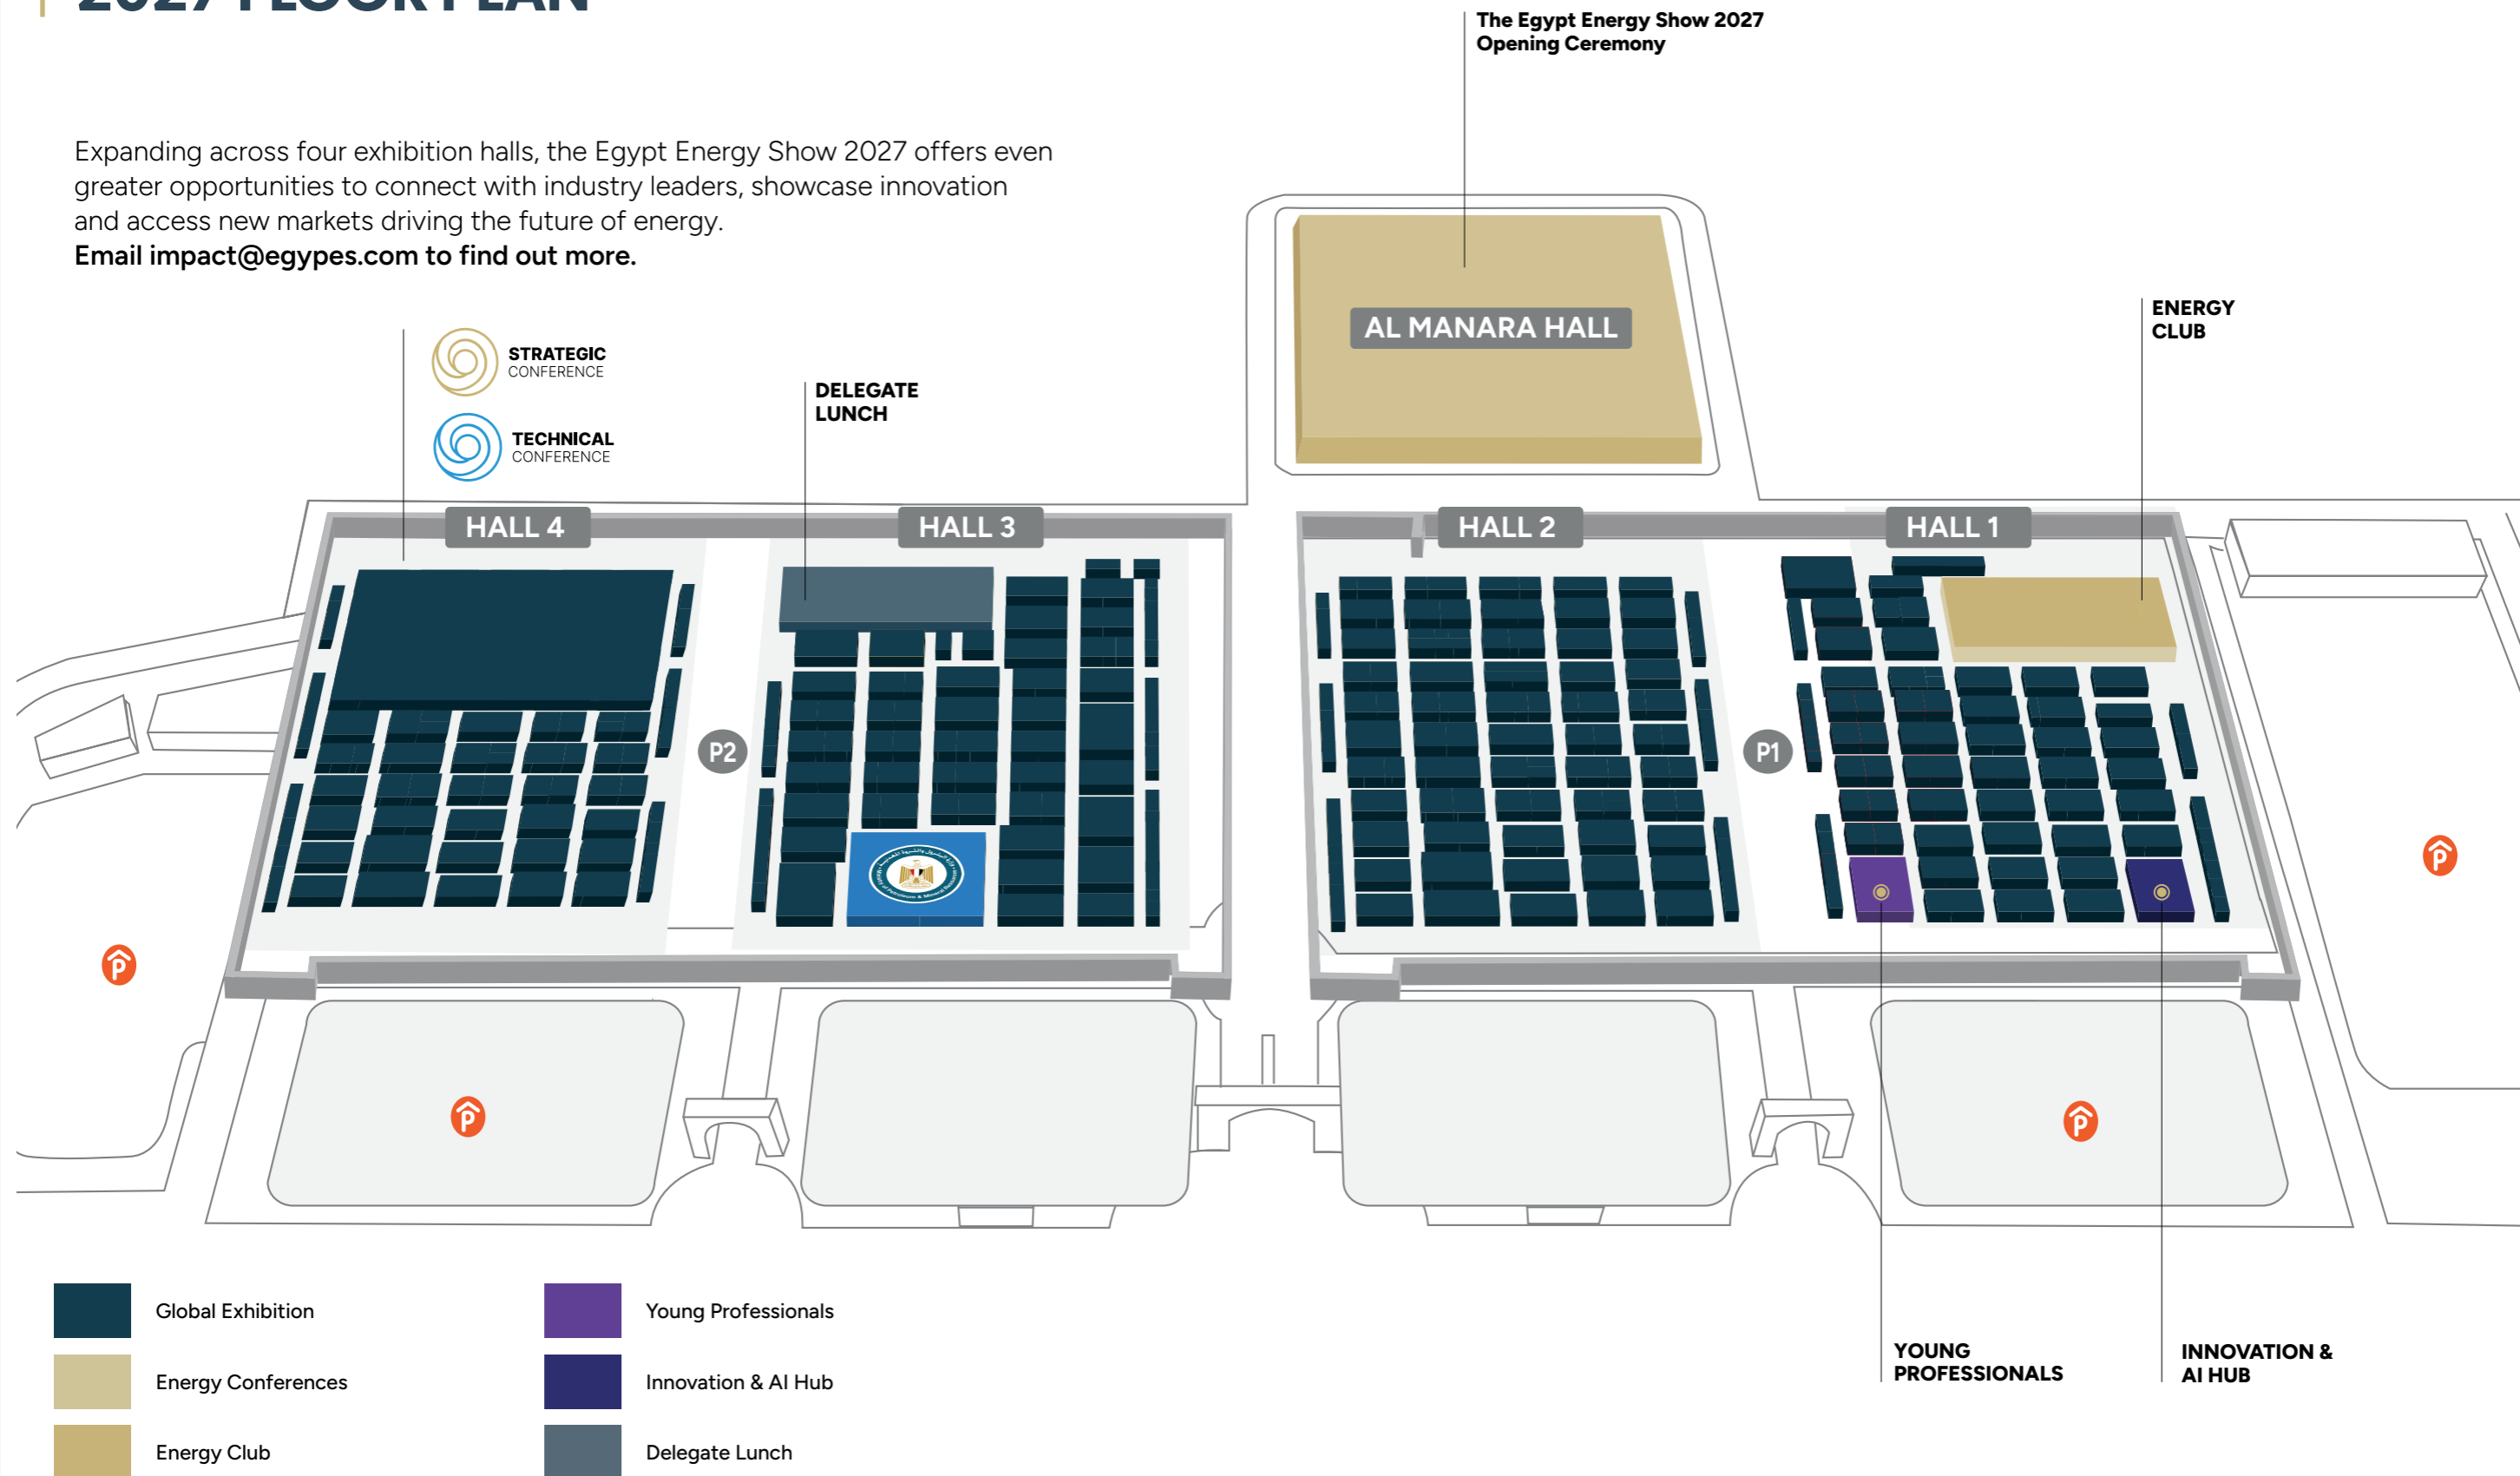 2027 FLOOR PLAN
The Egypt Energy Show 2027
Opening Ceremony
Expanding across four exhibition halls, the Egypt Energy Show 2027 offers even
greater opportunities to connect with industry leaders, showcase innovation
and access new markets driving the future of energy.
Email impact@egypes.com to find out more.
AL MANARA HALL
ENERGY
CLUB
STRATEGIC
CONFERENCE
TECHNICAL
CONFERENCE
DELEGATE
LUNCH
HALL 4
HALL 3
HALL 2
HALL 1
P2
P1
P
P
P
P
YOUNG
PROFESSIONALS
INNOVATION &
AI HUB
Global Exhibition
Energy Conferences
Energy Club
Young Professionals
Innovation & AI Hub
Delegate Lunch